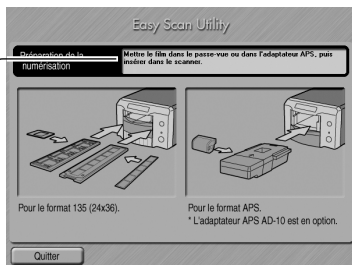 Easy Scan Utility
Préparation de la
numérisation
Mettre le film dans le passe-vue ou dans l'adaptateur APS, puis
insérer dans le scanner.
Pour le format 135 (24x36).
Pour le format APS.
* L'adaptateur APS AD-10 est en option.
Quitter